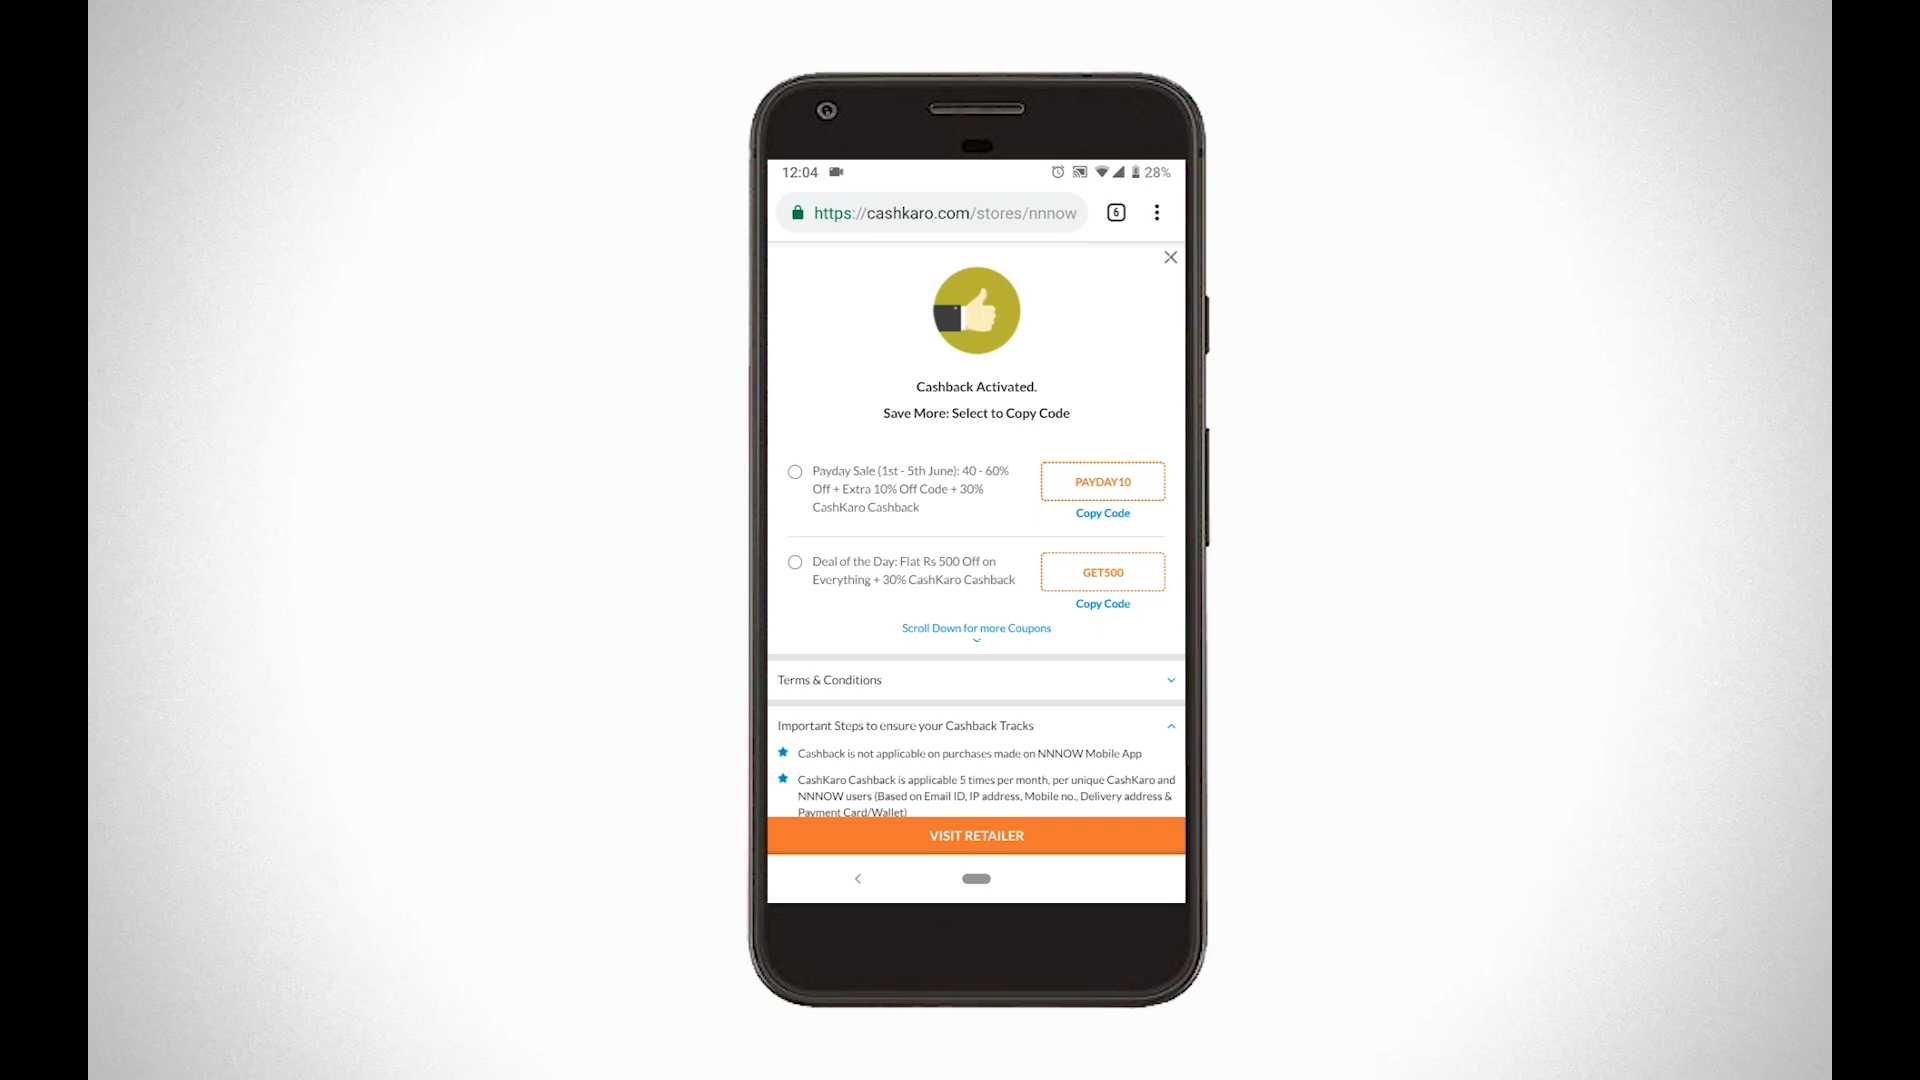 12:04
28%
https://cashkaro.com/stores/nnnow
6
Cashback Activated.
Save More: Select to Copy Code
Payday Sale (1st - 5th June): 40 - 60%
Off + Extra 10% Off Code + 30%
CashKaro Cashback
PAYDAY10
Copy Code
Deal of the Day: Flat Rs 500 Off on
Everything + 30% CashKaro Cashback
GET500
Copy Code
Scroll Down for more Coupons
Terms & Conditions
Important Steps to ensure your Cashback Tracks
Cashback is not applicable on purchases made on NNNOW Mobile App
CashKaro Cashback is applicable 5 times per month, per unique CashKaro and
NNNOW users (Based on Email ID, IP address, Mobile no., Delivery address &
Payment Card/Wallet)
VISIT RETAILER